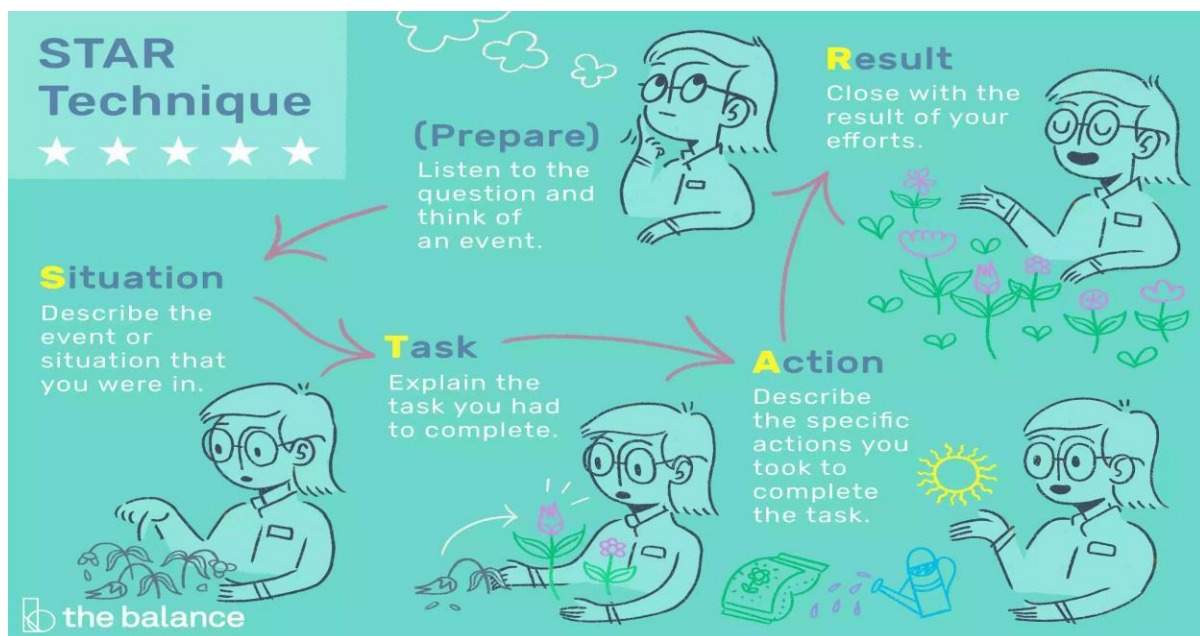 STAR
Technique
(Prepare)
Listen to the
question and
think of
an event.
Situation
Describe the
event or
situation that
you were in.
Task
Explain the
task you had
to complete.
Action
Describe
the specific
actions you
took to
complete
the task.
Result
Close with the
result of your
efforts.
b the balance